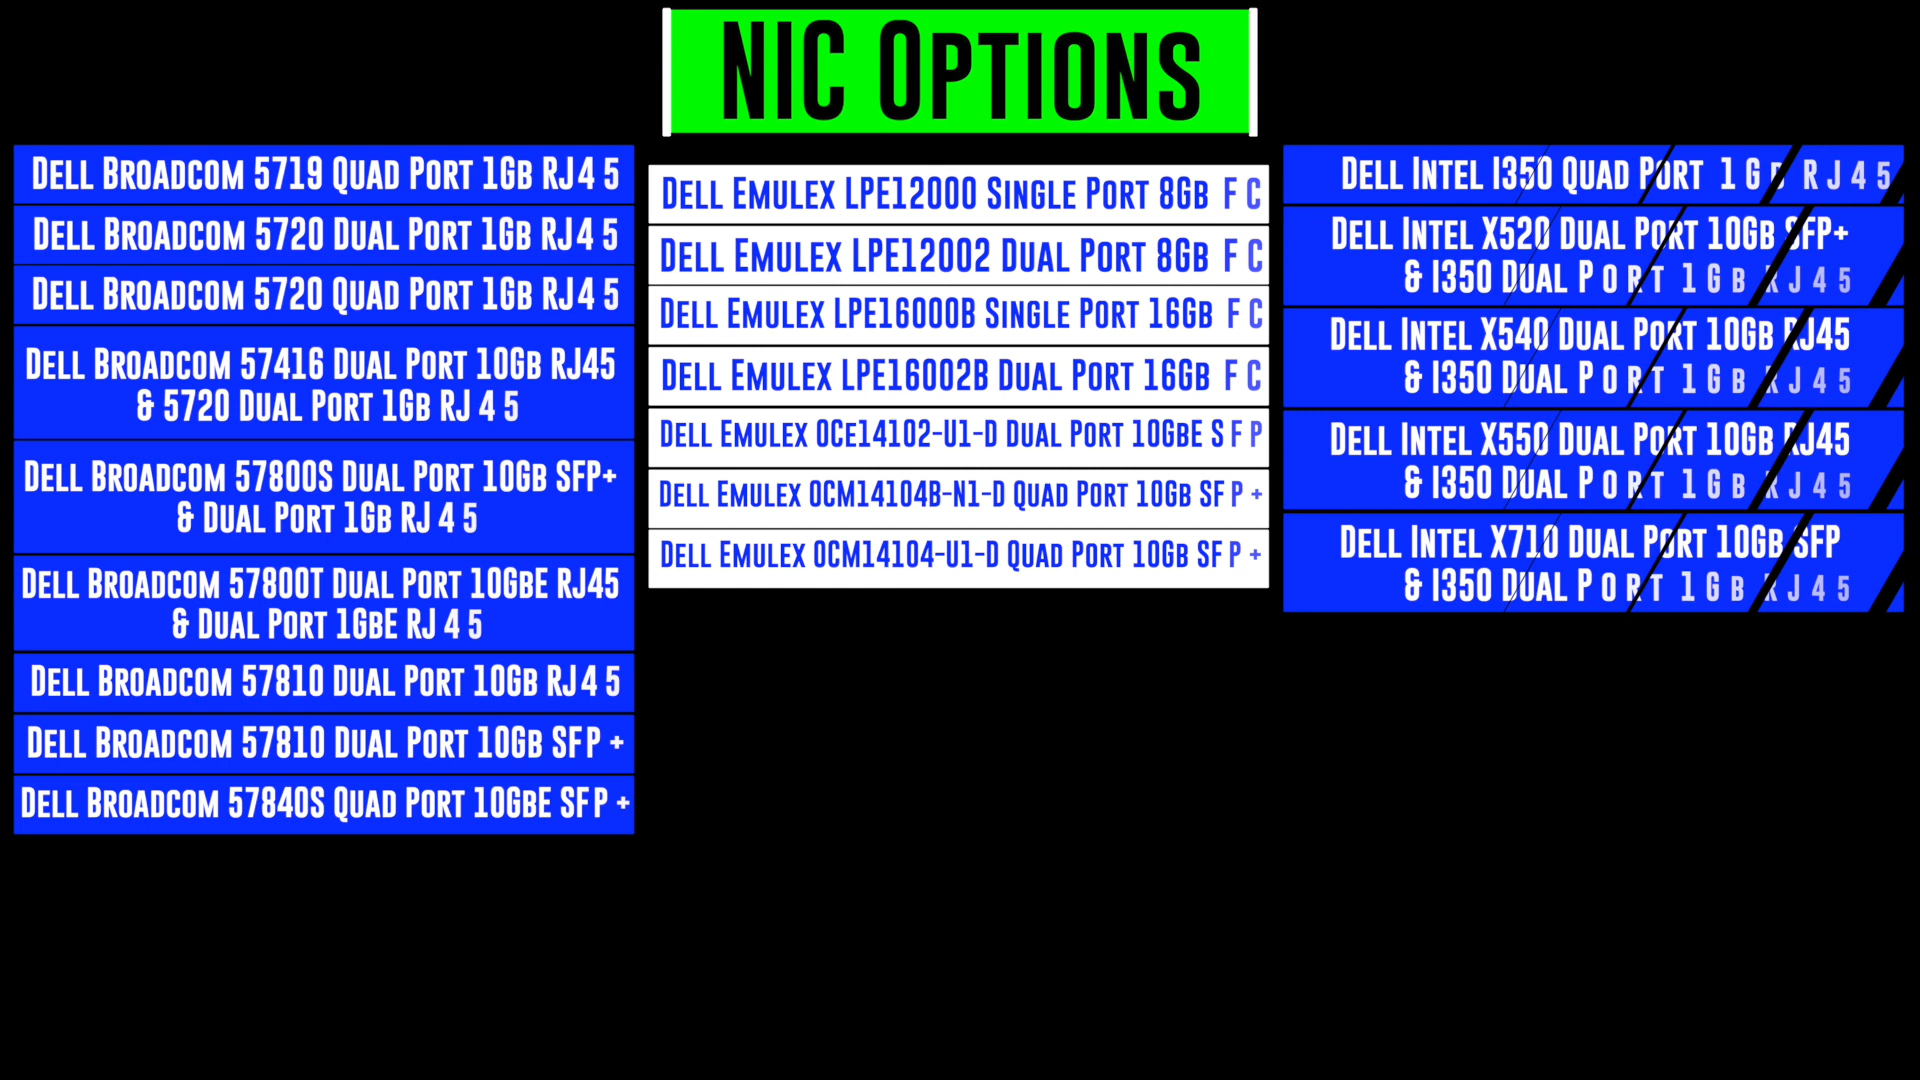 NIC Options
Dell Broadcom 5719 Quad Port 1Gb RJ45
Dell Broadcom 5720 Dual Port 1Gb RJ45
Dell Broadcom 5720 Quad Port 1Gb RJ45
Dell Broadcom 57416 Dual Port 10Gb RJ45
& 5720 Dual Port 1Gb RJ45
Dell Broadcom 57800S Dual Port 10Gb SFP+
& Dual Port 1Gb RJ45
Dell Broadcom 57800T Dual Port 10GbE RJ45
& Dual Port 1GbE RJ45
Dell Broadcom 57810 Dual Port 10Gb RJ45
Dell Broadcom 57810 Dual Port 10Gb SFP+
Dell Broadcom 57840S Quad Port 10GbE SFP+
Dell Emulex LPE12000 Single Port 8Gb FC
Dell Emulex LPE12002 Dual Port 8Gb FC
Dell Emulex LPE16000B Single Port 16Gb FC
Dell Emulex LPE16002B Dual Port 16Gb FC
Dell Emulex OCe14102-U1-D Dual Port 10GbE SFP
Dell Emulex OCM14104B-N1-D Quad Port 10Gb SFP+
Dell Emulex OCM14104-U1-D Quad Port 10Gb SFP+
Dell Intel I350 Quad Port 1Gb RJ45
Dell Intel X520 Dual Port 10Gb SFP+
& I350 Dual Port 1Gb RJ45
Dell Intel X540 Dual Port 10Gb RJ45
& I350 Dual Port 1Gb RJ45
Dell Intel X550 Dual Port 10Gb RJ45
& I350 Dual Port 1Gb RJ45
Dell Intel X710 Dual Port 10Gb SFP
& I350 Dual Port 1Gb RJ45